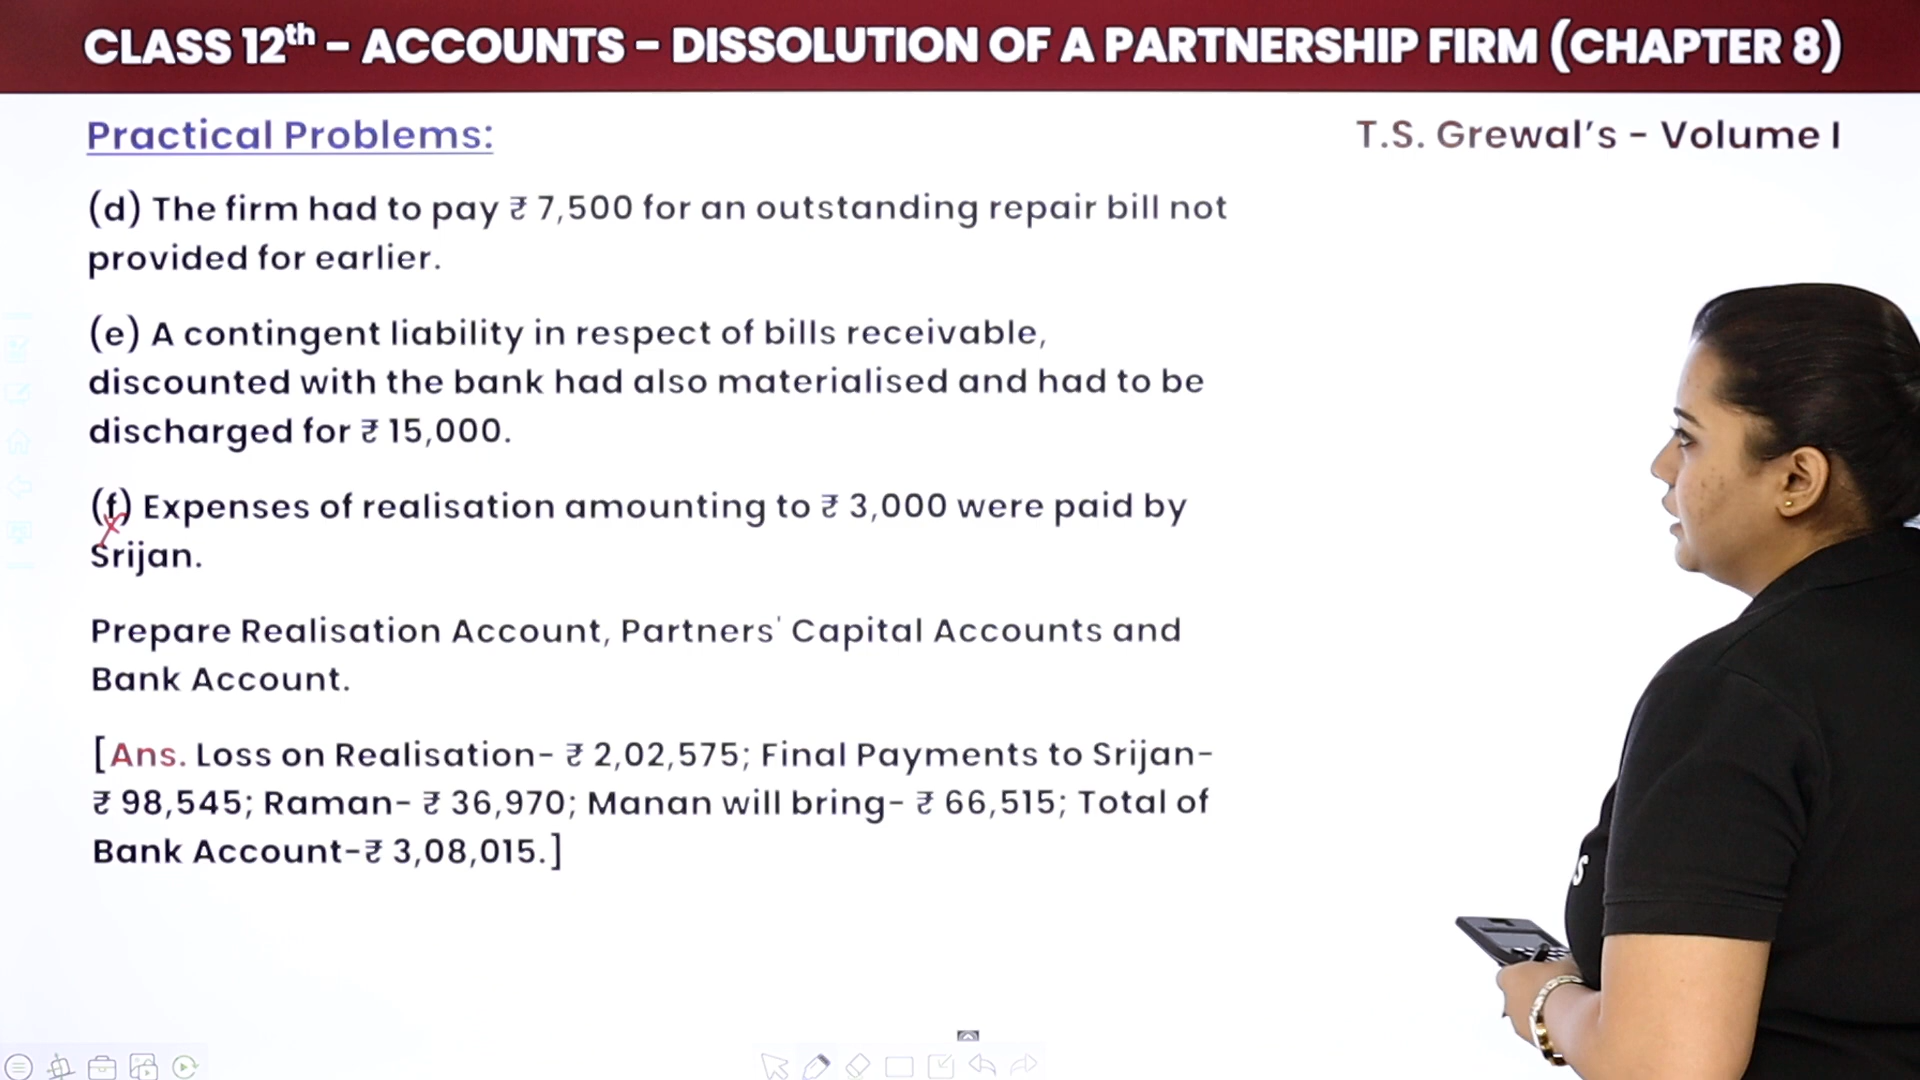 CLASS 12th - ACCOUNTS - DISSOLUTION OF A PARTNERSHIP FIRM (CHAPTER 8)
Practical Problems:
T.S. Grewal's - Volume I
(d) The firm had to pay ₹ 7,500 for an outstanding repair bill not
provided for earlier.
(e) A contingent liability in respect of bills receivable,
discounted with the bank had also materialised and had to be
discharged for ₹ 15,000.
(f) Expenses of realisation amounting to ₹ 3,000 were paid by
Srijan.
Prepare Realisation Account, Partners' Capital Accounts and
Bank Account.
[Ans. Loss on Realisation- ₹ 2,02,575; Final Payments to Srijan-
₹ 98,545; Raman- ₹ 36,970; Manan will bring- ₹ 66,515; Total of
Bank Account-₹ 3,08,015.]